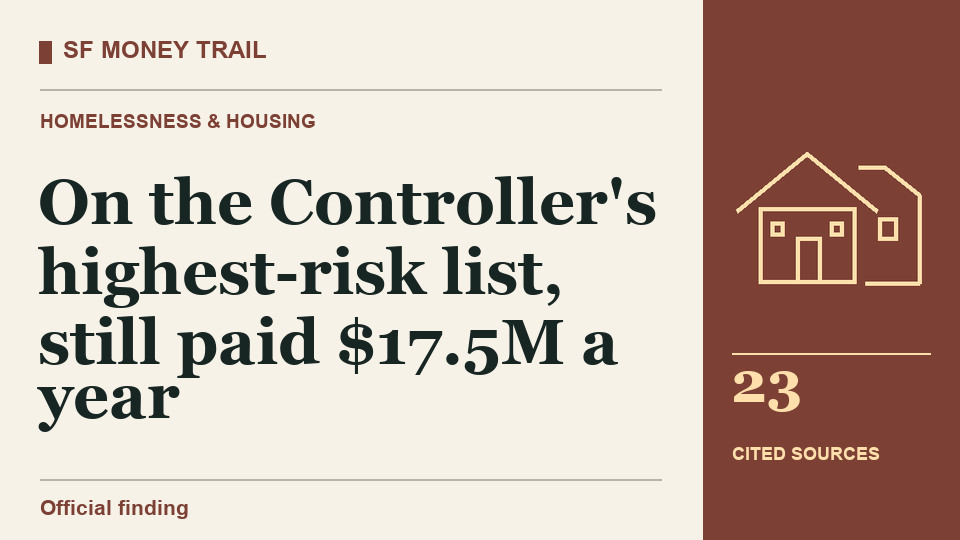 SF MONEY TRAIL
HOMELESSNESS & HOUSING
On the Controller's
highest-risk list,
still paid $17.5M a
year
Official finding
23
CITED SOURCES